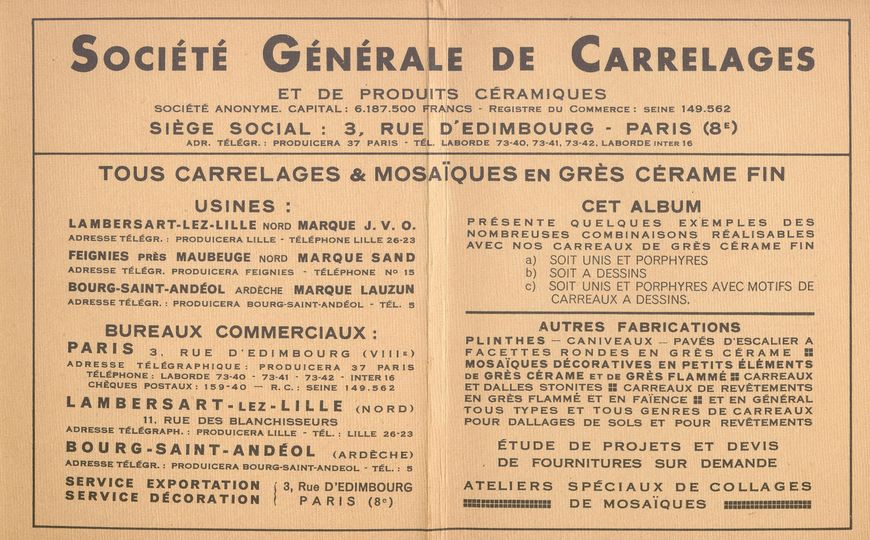 SOCIÉTÉ GÉNÉRALE DE CARRELAGES
ET DE PRODUITS CÉRAMIQUES
SOCIÉTÉ ANONYME. CAPITAL : 6.187.500 FRANCS - REGISTRE DU COMMERCE : SEINE 149.562
SIÈGE SOCIAL : 3, RUE D'EDIMBOURG - PARIS (8E)
ADR. TÉLÉGR. : PRODUICERA 37 PARIS - TÉL. LABORDE 73-40, 73-41, 73-42, LABORDE INTER 16
TOUS CARRELAGES & MOSAÏQUES EN GRÈS CÉRAME FIN
USINES :
LAMBERSART-LEZ-LILLE NORD MARQUE J. V. O.
ADRESSE TÉLÉGR. : PRODUICERA LILLE - TÉLÉPHONE LILLE 26-23
FEIGNIES PRÈS MAUBEUGE NORD MARQUE SAND
ADRESSE TÉLÉGR. PRODUICERA FEIGNIES - TÉLÉPHONE No 15
BOURG-SAINT-ANDÉOL ARDÈCHE MARQUE LAUZUN
ADRESSE TÉLÉGR. : PRODUICERA BOURG-SAINT-ANDÉOL - TÉL. 5
BUREAUX COMMERCIAUX :
PARIS 3, RUE D'EDIMBOURG (VIIIE)
ADRESSE TÉLÉGRAPHIQUE : PRODUICERA 37 PARIS
TÉLÉPHONE : LABORDE 73-40 - 73-41 - 73-42 - INTER 16
CHÈQUES POSTAUX : 159-40 — R.C. : SEINE 149.562
LAMBERSART-LEZ-LILLE (NORD)
11, RUE DES BLANCHISSEURS
ADRESSE TÉLÉGRAPH. : PRODUICERA LILLE - TÉL. : LILLE 26-23
BOURG-SAINT-ANDÉOL (ARDÈCHE)
ADRESSE TÉLÉGR. : PRODUICERA BOURG-SAINT-ANDEOL - TÉL. : 5
SERVICE EXPORTATION { 3, Rue D'EDIMBOURG
SERVICE DÉCORATION { PARIS (8e)
CET ALBUM
PRÉSENTE QUELQUES EXEMPLES DES
NOMBREUSES COMBINAISONS RÉALISABLES
AVEC NOS CARREAUX DE GRÈS CÉRAME FIN
a) SOIT UNIS ET PORPHYRES
b) SOIT A DESSINS
c) SOIT UNIS ET PORPHYRES AVEC MOTIFS DE
CARREAUX A DESSINS.
AUTRES FABRICATIONS
PLINTHES — CANIVEAUX — PAVÉS D'ESCALIER A
FACETTES RONDES EN GRÈS CÉRAME
MOSAÏQUES DÉCORATIVES EN PETITS ÉLÉMENTS
DE GRÈS CÉRAME ET DE GRÈS FLAMMÉ CARREAUX
ET DALLES STONITES CARREAUX DE REVÊTEMENTS
EN GRÈS FLAMMÉ ET EN FAÏENCE ET EN GÉNÉRAL
TOUS TYPES ET TOUS GENRES DE CARREAUX
POUR DALLAGES DE SOLS ET POUR REVÊTEMENTS
ÉTUDE DE PROJETS ET DEVIS
DE FOURNITURES SUR DEMANDE
ATELIERS SPÉCIAUX DE COLLAGES
DE MOSAÏQUES